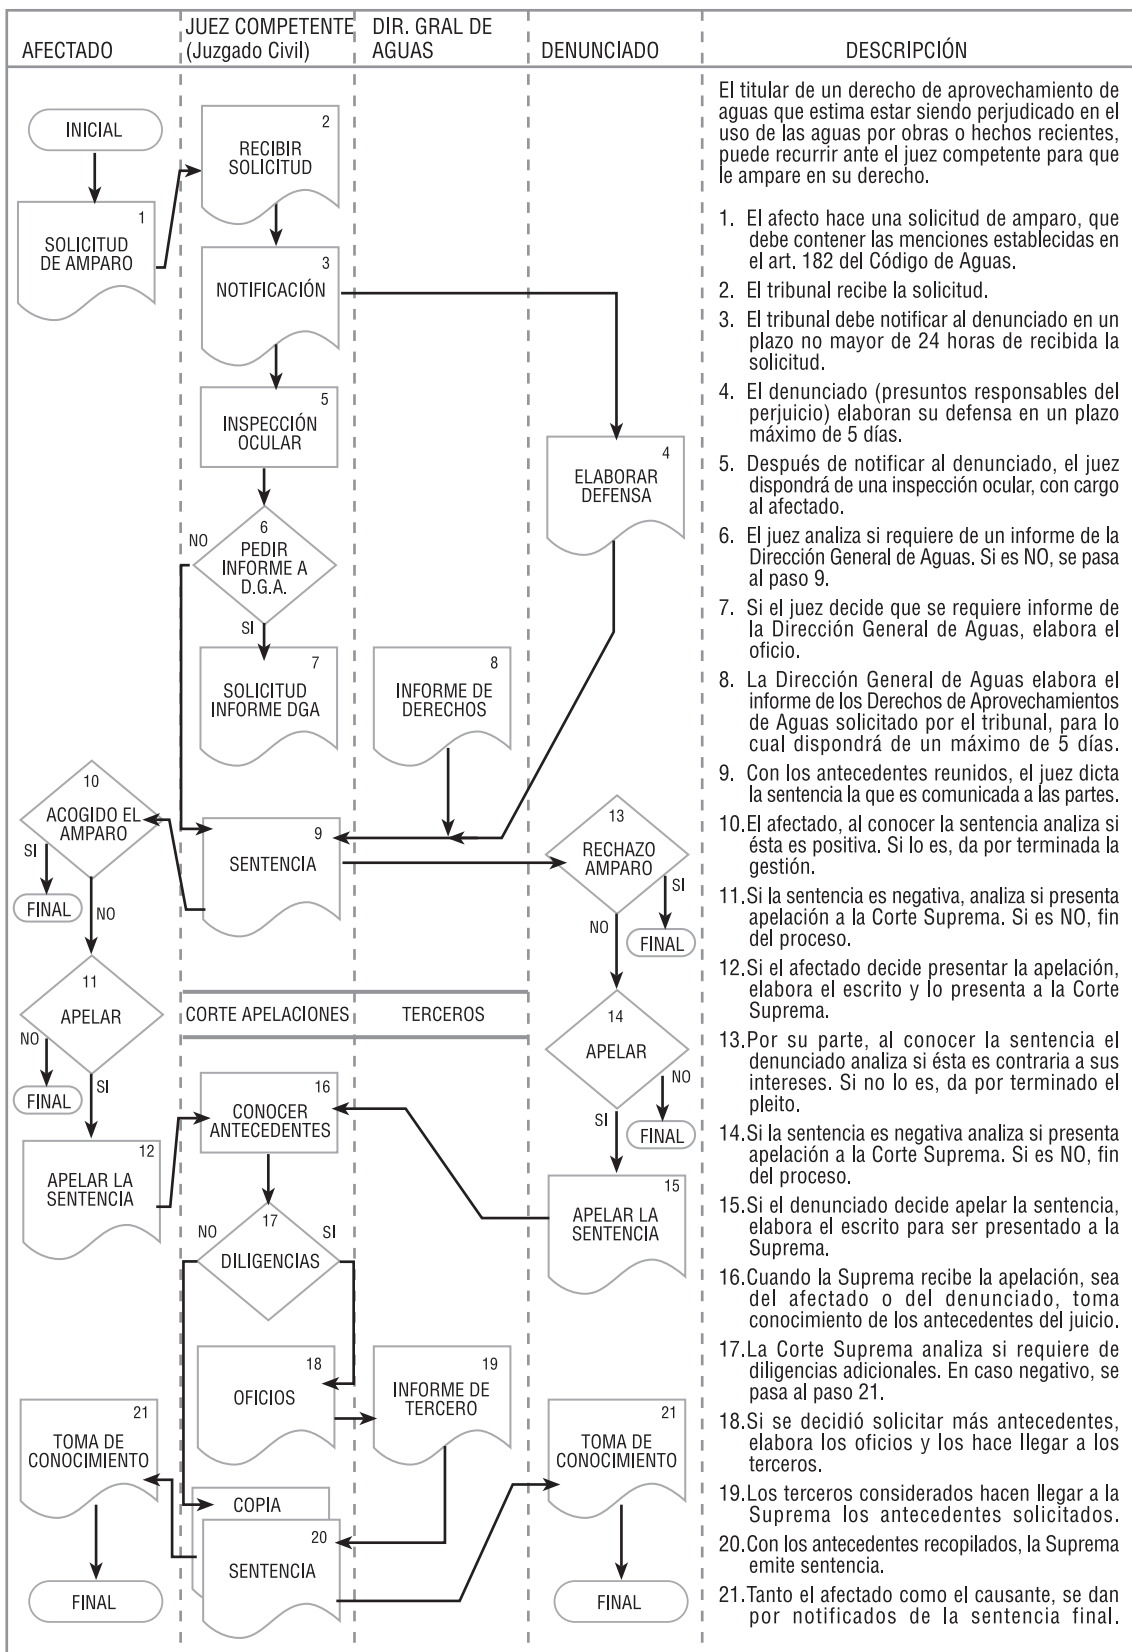 AFECTADO
JUEZ COMPETENTE
(Juzgado Civil)
DIR. GRAL DE
AGUAS
DENUNCIADO
DESCRIPCIÓN
INICIAL
1
SOLICITUD
DE AMPARO
2
RECIBIR
SOLICITUD
3
NOTIFICACIÓN
5
INSPECCIÓN
OCULAR
4
ELABORAR
DEFENSA
6
PEDIR
INFORME A
D.G.A.
NO
SI
7
SOLICITUD
INFORME DGA
8
INFORME DE
DERECHOS
10
ACOGIDO EL
AMPARO
SI
FINAL
NO
9
SENTENCIA
13
RECHAZO
AMPARO
SI
NO
FINAL
11
APELAR
NO
FINAL
SI
CORTE APELACIONES
TERCEROS
14
APELAR
NO
SI
FINAL
12
APELAR LA
SENTENCIA
16
CONOCER
ANTECEDENTES
15
APELAR LA
SENTENCIA
17
DILIGENCIAS
NO
SI
18
OFICIOS
19
INFORME DE
TERCERO
21
TOMA DE
CONOCIMIENTO
21
TOMA DE
CONOCIMIENTO
COPIA
20
SENTENCIA
FINAL
FINAL
El titular de un derecho de aprovechamiento de
aguas que estima estar siendo perjudicado en el
uso de las aguas por obras o hechos recientes,
puede recurrir ante el juez competente para que
le ampare en su derecho.
1. El afecto hace una solicitud de amparo, que
debe contener las menciones establecidas en
el art. 182 del Código de Aguas.
2. El tribunal recibe la solicitud.
3. El tribunal debe notificar al denunciado en un
plazo no mayor de 24 horas de recibida la
solicitud.
4. El denunciado (presuntos responsables del
perjuicio) elaboran su defensa en un plazo
máximo de 5 días.
5. Después de notificar al denunciado, el juez
dispondrá de una inspección ocular, con cargo
al afectado.
6. El juez analiza si requiere de un informe de la
Dirección General de Aguas. Si es NO, se pasa
al paso 9.
7. Si el juez decide que se requiere informe de
la Dirección General de Aguas, elabora el
oficio.
8. La Dirección General de Aguas elabora el
informe de los Derechos de Aprovechamientos
de Aguas solicitado por el tribunal, para lo
cual dispondrá de un máximo de 5 días.
9. Con los antecedentes reunidos, el juez dicta
la sentencia la que es comunicada a las partes.
10.El afectado, al conocer la sentencia analiza si
ésta es positiva. Si lo es, da por terminada la
gestión.
11.Si la sentencia es negativa, analiza si presenta
apelación a la Corte Suprema. Si es NO, fin
del proceso.
12.Si el afectado decide presentar la apelación,
elabora el escrito y lo presenta a la Corte
Suprema.
13.Por su parte, al conocer la sentencia el
denunciado analiza si ésta es contraria a sus
intereses. Si no lo es, da por terminado el
pleito.
14.Si la sentencia es negativa analiza si presenta
apelación a la Corte Suprema. Si es NO, fin
del proceso.
15.Si el denunciado decide apelar la sentencia,
elabora el escrito para ser presentado a la
Suprema.
16.Cuando la Suprema recibe la apelación, sea
del afectado o del denunciado, toma
conocimiento de los antecedentes del juicio.
17.La Corte Suprema analiza si requiere de
diligencias adicionales. En caso negativo, se
pasa al paso 21.
18.Si se decidió solicitar más antecedentes,
elabora los oficios y los hace llegar a los
terceros.
19.Los terceros considerados hacen llegar a la
Suprema los antecedentes solicitados.
20.Con los antecedentes recopilados, la Suprema
emite sentencia.
21.Tanto el afectado como el causante, se dan
por notificados de la sentencia final.